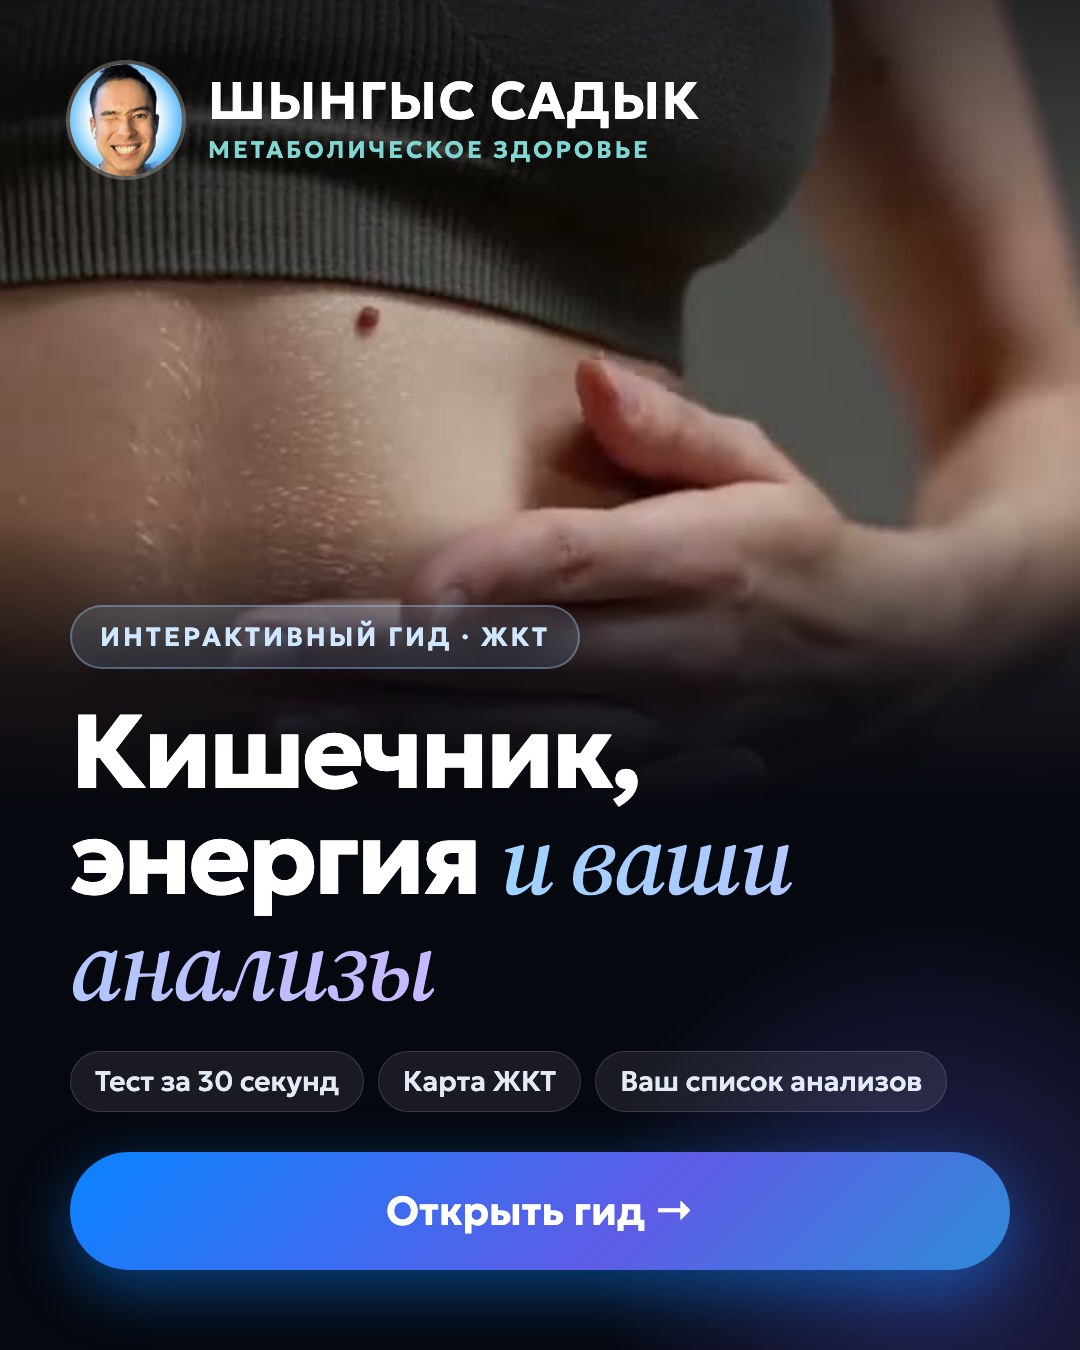 ШЫНГЫС САДЫК
МЕТАБОЛИЧЕСКОЕ ЗДОРОВЬЕ
ИНТЕРАКТИВНЫЙ ГИД · ЖКТ
Кишечник,
энергия и ваши
анализы
Тест за 30 секунд
Карта ЖКТ
Ваш список анализов
Открыть гид →